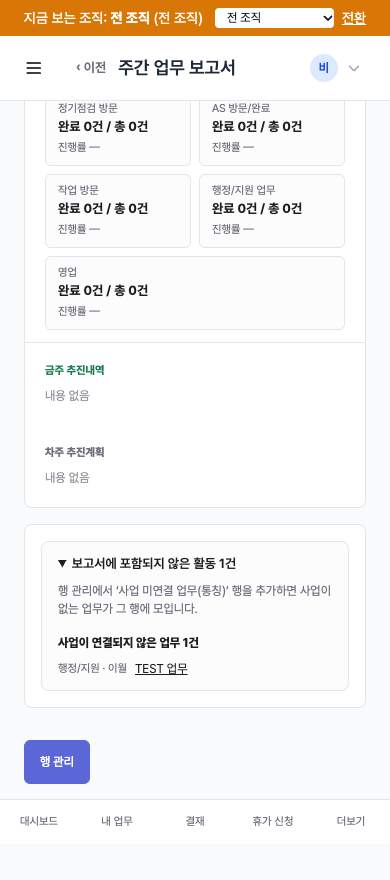 지금 보는 조직: 전 조직 (전 조직) 전 조직 전환
‹ 이전 주간 업무 보고서 비
정기점검 방문
완료 0건 / 총 0건
진행률 —
AS 방문/완료
완료 0건 / 총 0건
진행률 —
작업 방문
완료 0건 / 총 0건
진행률 —
행정/지원 업무
완료 0건 / 총 0건
진행률 —
영업
완료 0건 / 총 0건
진행률 —
금주 추진내역
내용 없음
차주 추진계획
내용 없음
▼ 보고서에 포함되지 않은 활동 1건
행 관리에서 ‘사업 미연결 업무(통칭)’ 행을 추가하면 사업이
없는 업무가 그 행에 모입니다.
사업이 연결되지 않은 업무 1건
행정/지원 · 이월 TEST 업무
행 관리
대시보드 내 업무 결재 휴가 신청 더보기